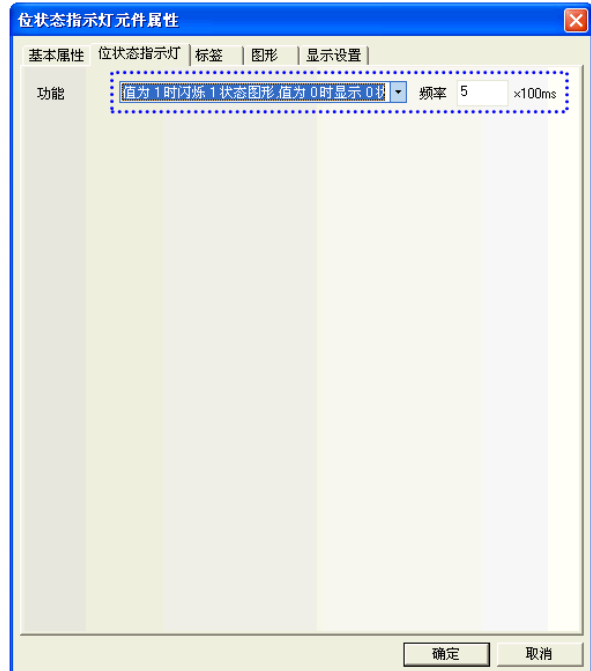 位状态指示灯元件属性
基本属性 位状态指示灯 标签 图形 显示设置
功能 值为 1 时闪烁 1 状态图形,值为 0时显示 0 频率 5 ×100ms
确定 取消